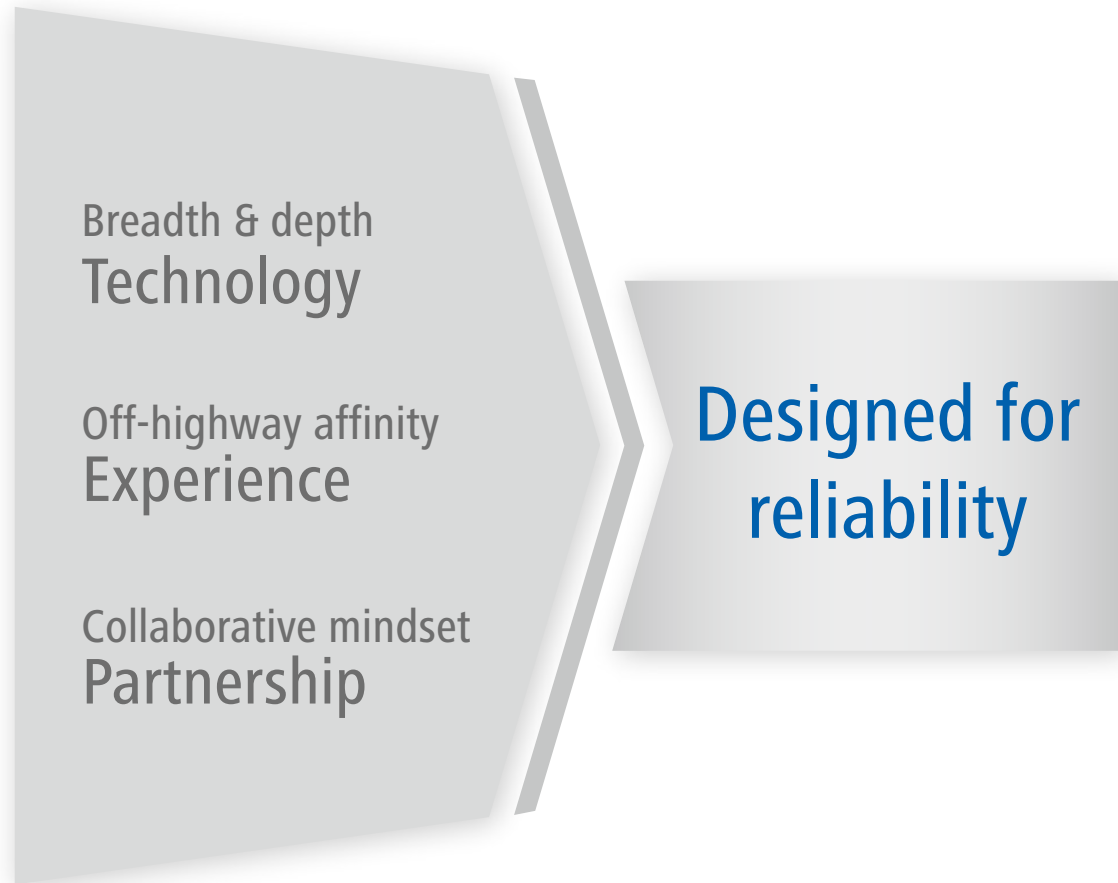 Breadth & depth
Technology
Off-highway affinity
Experience
Collaborative mindset
Partnership
Designed for
reliability